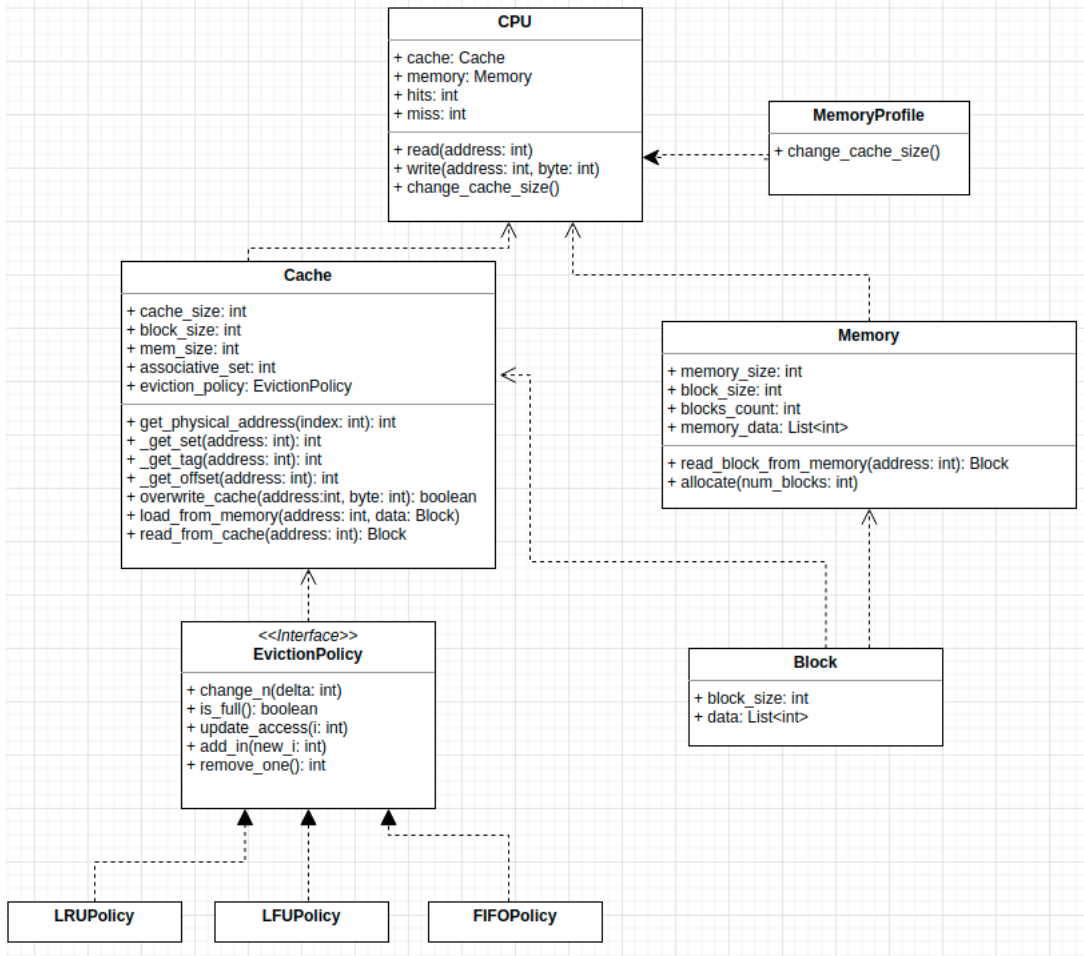 CPU
+ cache: Cache
+ memory: Memory
+ hits: int
+ miss: int
+ read(address: int)
+ write(address: int, byte: int)
+ change_cache_size()
MemoryProfile
+ change_cache_size()
Cache
+ cache_size: int
+ block_size: int
+ mem_size: int
+ associative_set: int
+ eviction_policy: EvictionPolicy
+ get_physical_address(index: int): int
+ _get_set(address: int): int
+ _get_tag(address: int): int
+ _get_offset(address: int): int
+ overwrite_cache(address:int, byte: int): boolean
+ load_from_memory(address: int, data: Block)
+ read_from_cache(address: int): Block
Memory
+ memory_size: int
+ block_size: int
+ blocks_count: int
+ memory_data: List<int>
+ read_block_from_memory(address: int): Block
+ allocate(num_blocks: int)
<<Interface>>
EvictionPolicy
+ change_n(delta: int)
+ is_full(): boolean
+ update_access(i: int)
+ add_in(new_i: int)
+ remove_one(): int
Block
+ block_size: int
+ data: List<int>
LRUPolicy
LFUPolicy
FIFOPolicy